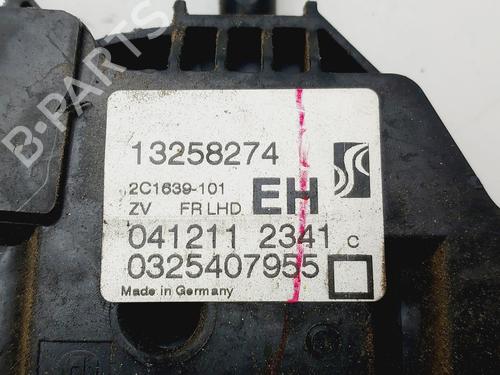 B-PARTS
13258274
2C1639-101
ZV FR LHD EH
041211 2341 C
0325407955
Made in Germany